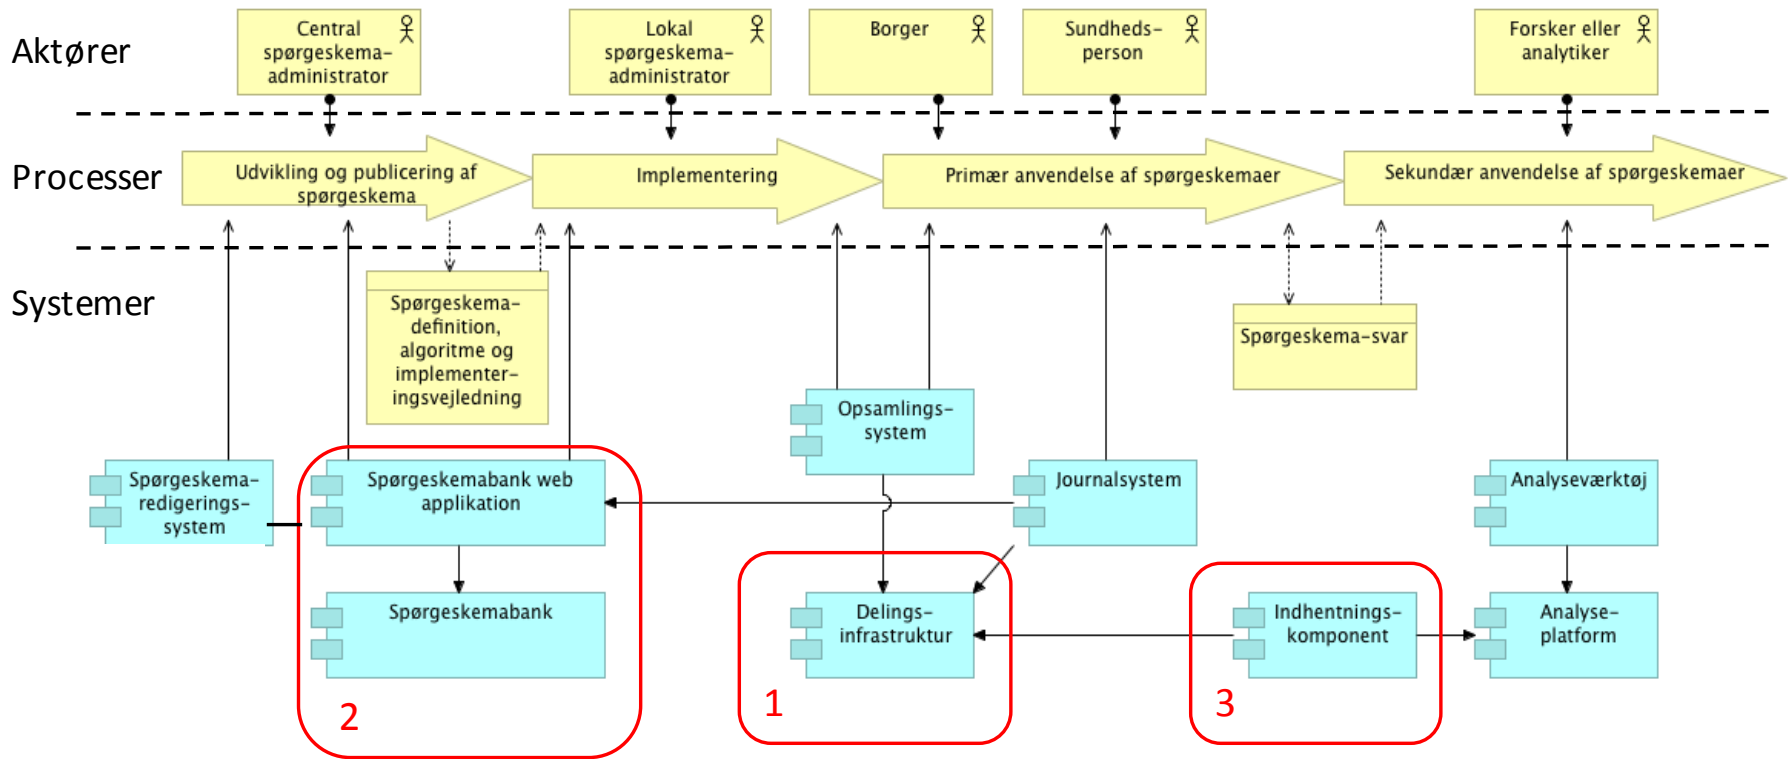 Aktører
Central
spørgeskema-
administrator
Lokal
spørgeskema-
administrator
Borger
Sundheds-
person
Forsker eller
analytiker
Processer
Udvikling og publicering af
spørgeskema
Implementering
Primær anvendelse af spørgeskemaer
Sekundær anvendelse af spørgeskemaer
Systemer
Spørgeskema-
definition,
algoritme og
implementer-
ingsvejledning
Spørgeskema-svar
Opsamlings-
system
Spørgeskema-
redigerings-
system
Spørgeskemabank web
applikation
Journalsystem
Analyseværktøj
Spørgeskemabank
Delings-
infrastruktur
Indhentnings-
komponent
Analyse-
platform
2
1
3